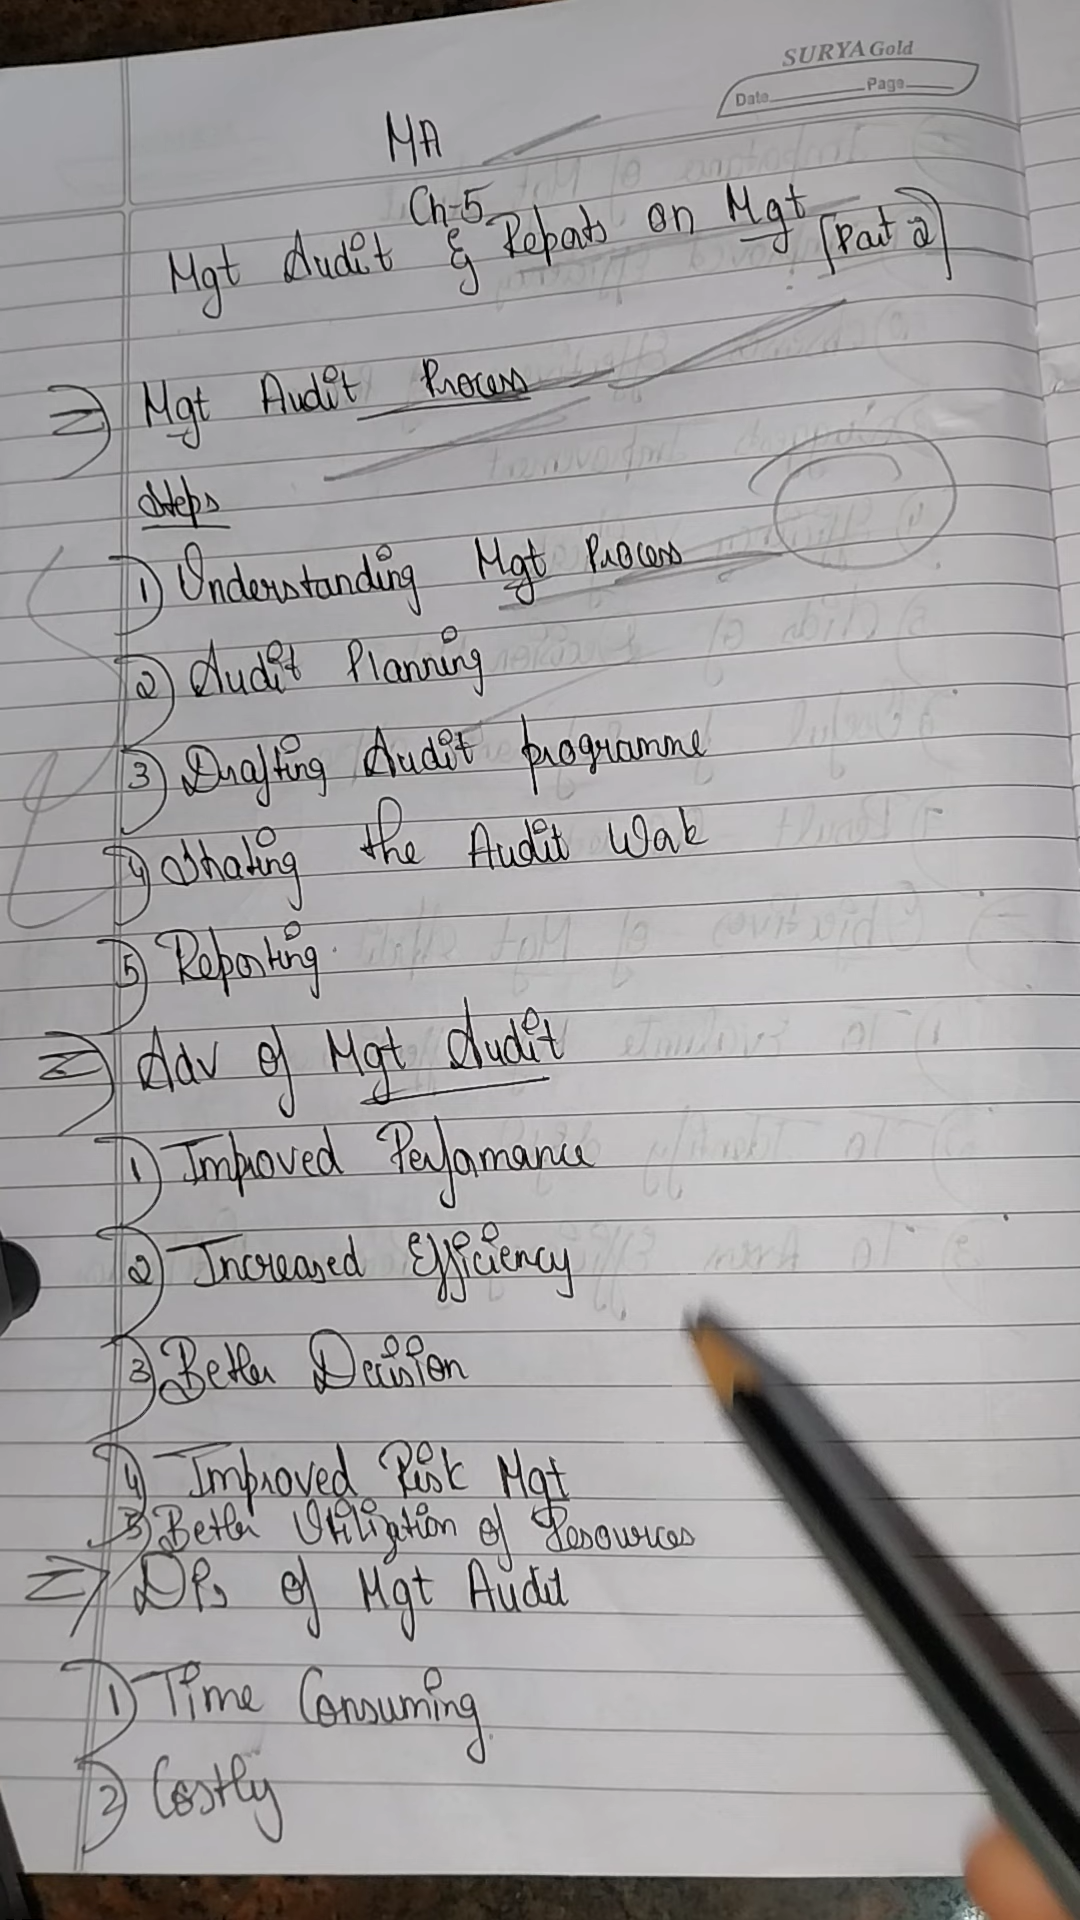 SURYA Gold
Date Page
MA
Ch-5
Mgt Audit & Reports on Mgt [Part 2]
=> Mgt Audit Process
Steps
1) Understanding Mgt Process
2) Audit Planning
3) Drafting Audit programme
4) Stating the Audit Work
5) Reporting
=> Adv of Mgt Audit
1) Improved Performance
2) Increased Efficiency
3) Better Decision
4) Improved Risk Mgt
5) Better Utilization of Resources
=> DPs of Mgt Audit
1) Time Consuming
2) Costly